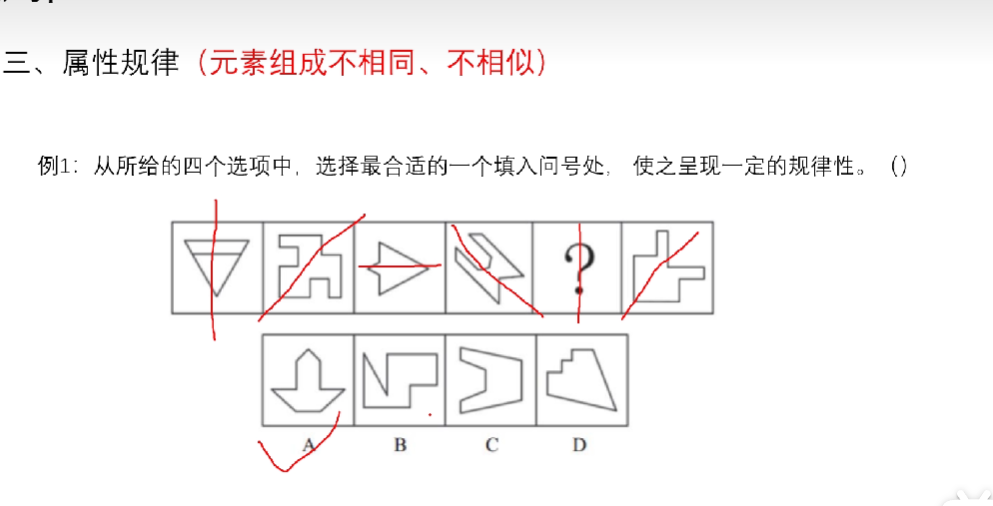 三、属性规律（元素组成不相同、不相似）
例1：从所给的四个选项中，选择最合适的一个填入问号处， 使之呈现一定的规律性。（）
?
A B C D